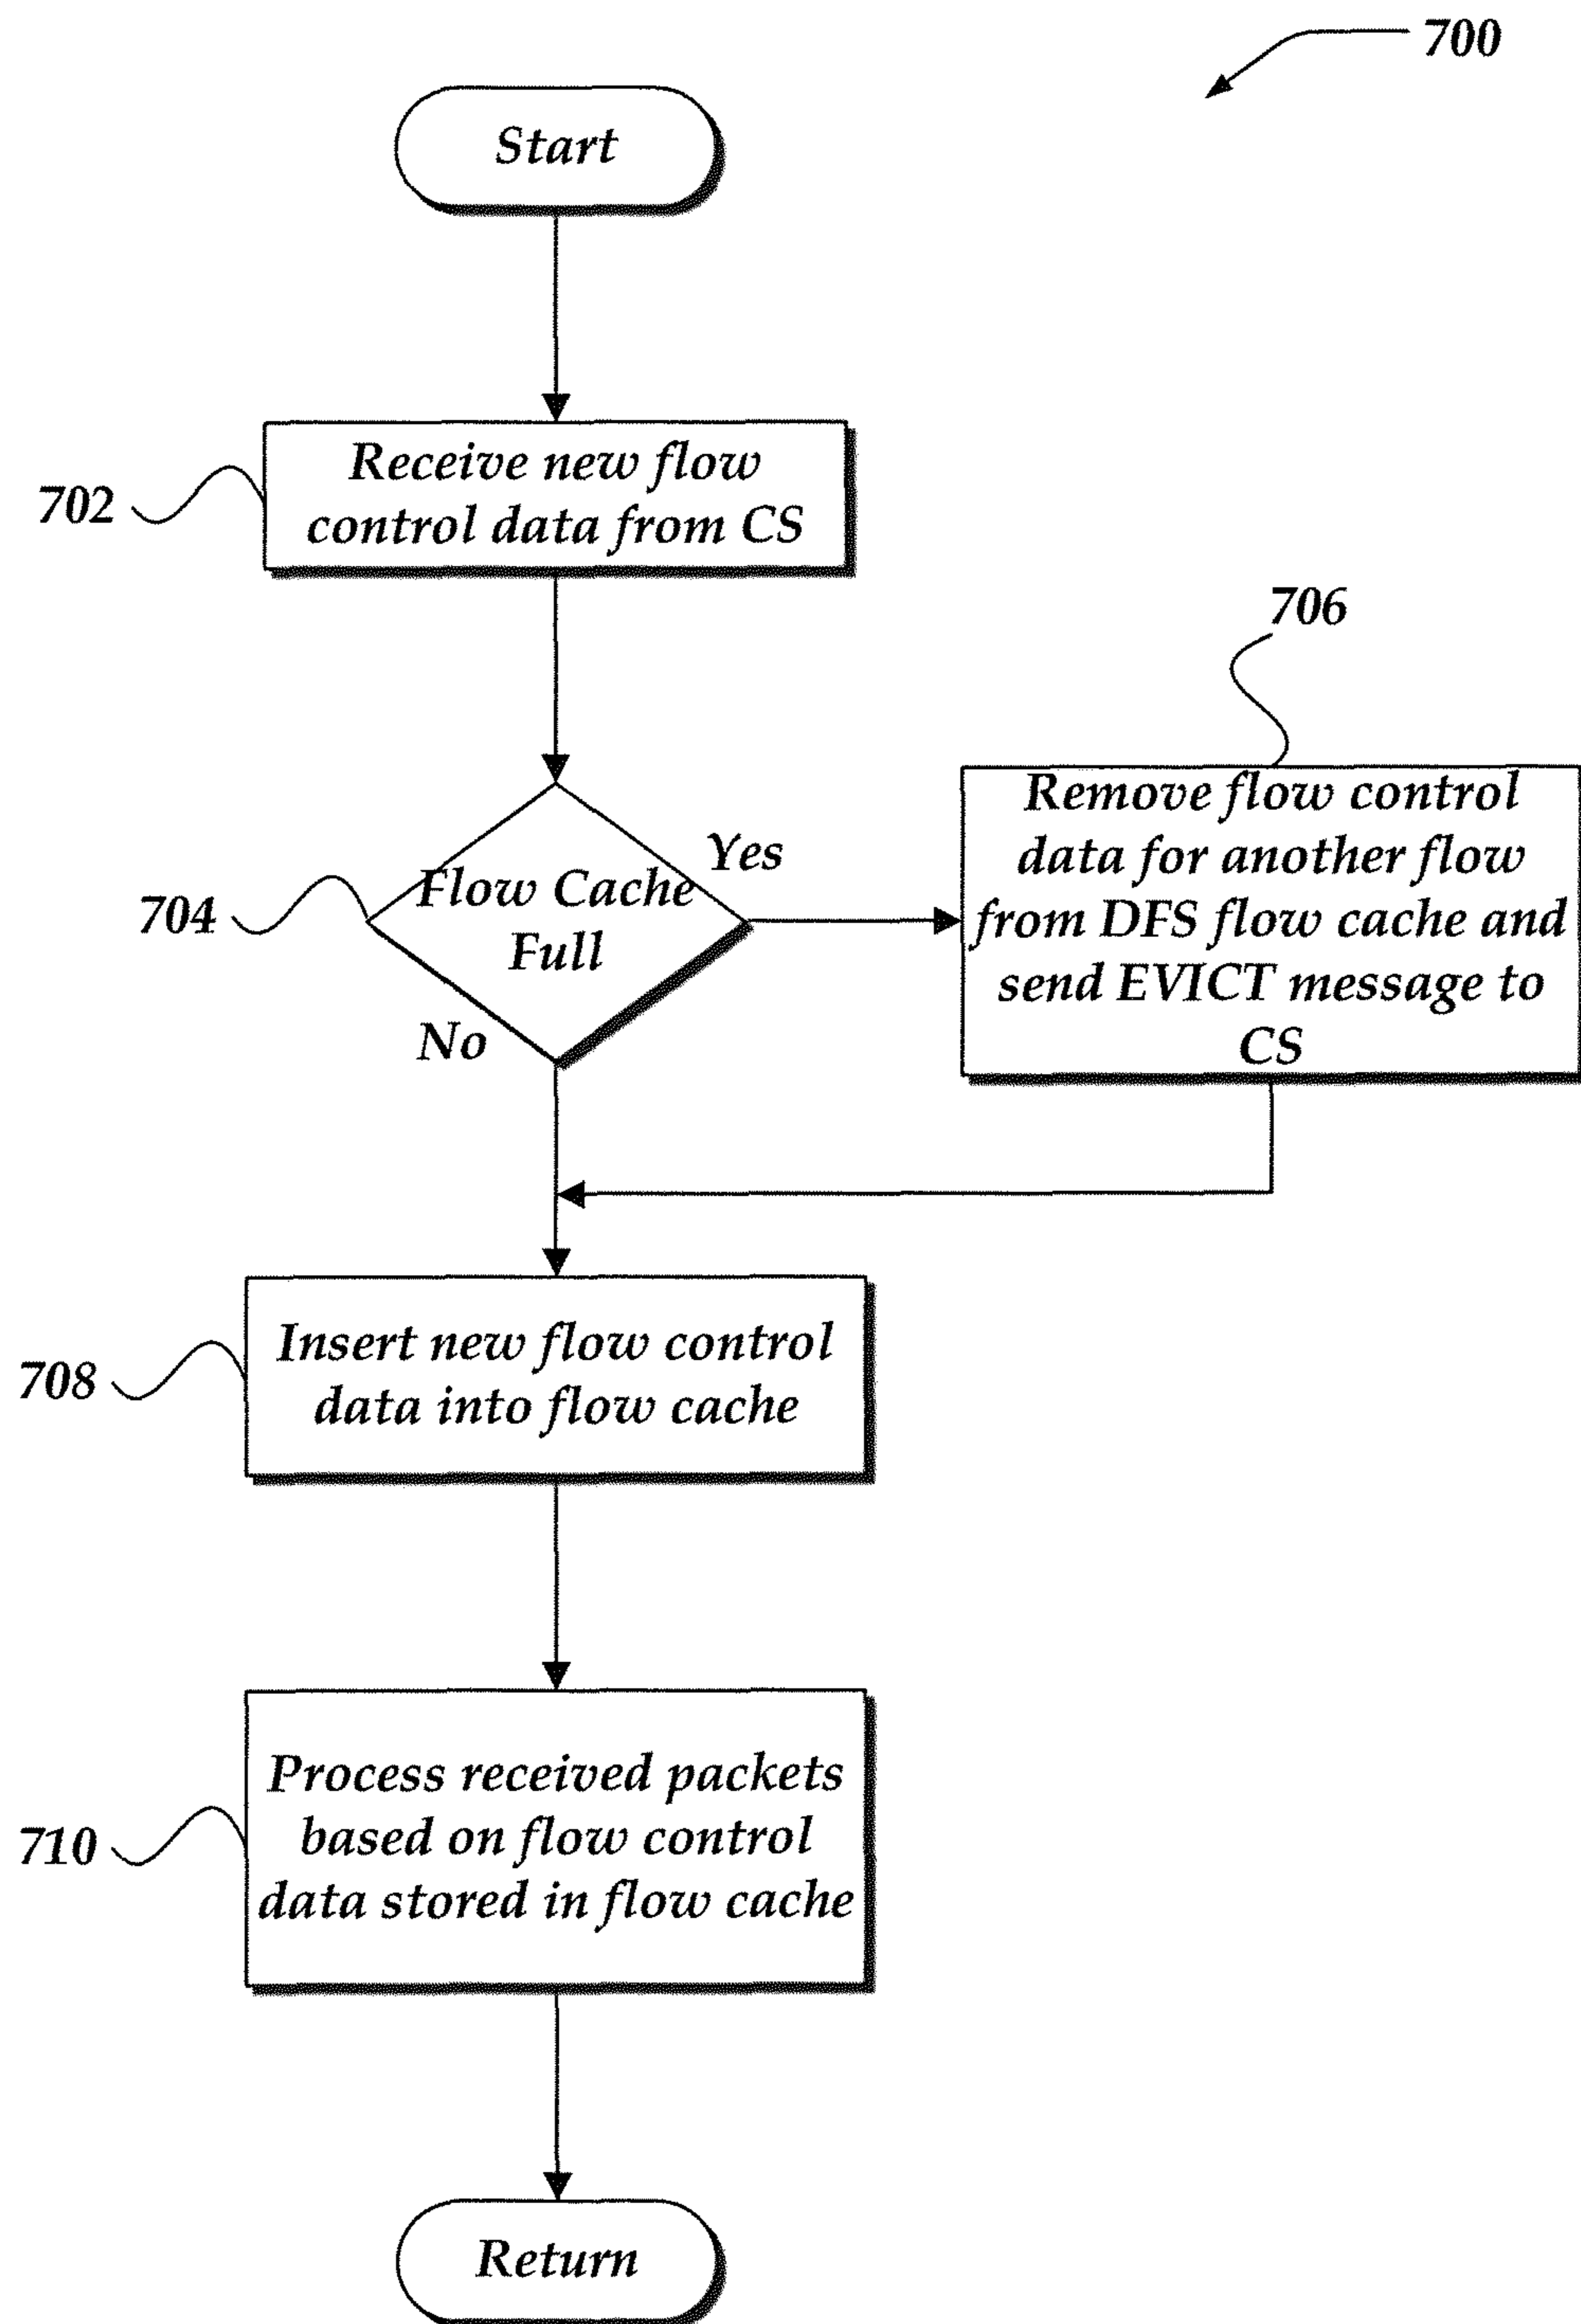 700
Start
702
Receive new flow
control data from CS
706
704
Flow Cache
Full
Yes
No
Remove flow control
data for another flow
from DFS flow cache and
send EVICT message to
CS
708
Insert new flow control
data into flow cache
710
Process received packets
based on flow control
data stored in flow cache
Return